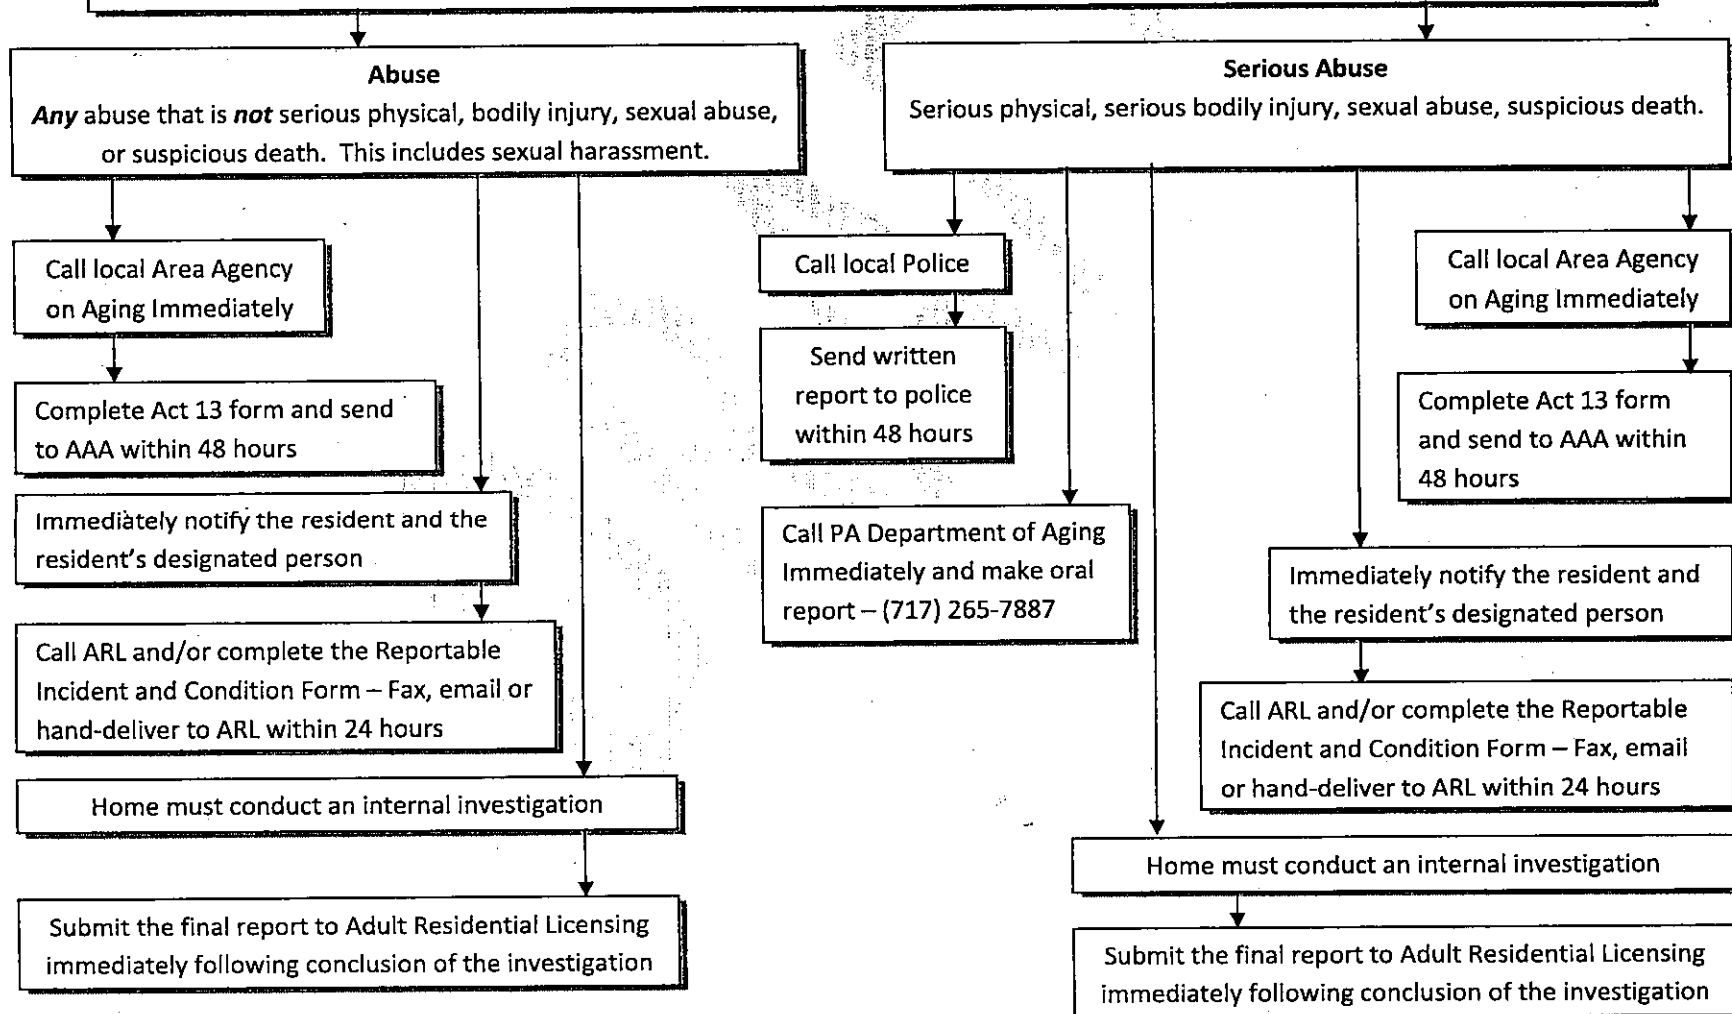 Abuse
Any abuse that is not serious physical, bodily injury, sexual abuse,
or suspicious death. This includes sexual harassment.
Call local Area Agency
on Aging Immediately
Complete Act 13 form and send
to AAA within 48 hours
Immediately notify the resident and the
resident's designated person
Call ARL and/or complete the Reportable
Incident and Condition Form – Fax, email or
hand-deliver to ARL within 24 hours
Home must conduct an internal investigation
Submit the final report to Adult Residential Licensing
immediately following conclusion of the investigation
Serious Abuse
Serious physical, serious bodily injury, sexual abuse, suspicious death.
Call local Police
Send written
report to police
within 48 hours
Call PA Department of Aging
Immediately and make oral
report – (717) 265-7887
Call local Area Agency
on Aging Immediately
Complete Act 13 form
and send to AAA within
48 hours
Immediately notify the resident and
the resident's designated person
Call ARL and/or complete the Reportable
Incident and Condition Form – Fax, email
or hand-deliver to ARL within 24 hours
Home must conduct an internal investigation
Submit the final report to Adult Residential Licensing
immediately following conclusion of the investigation